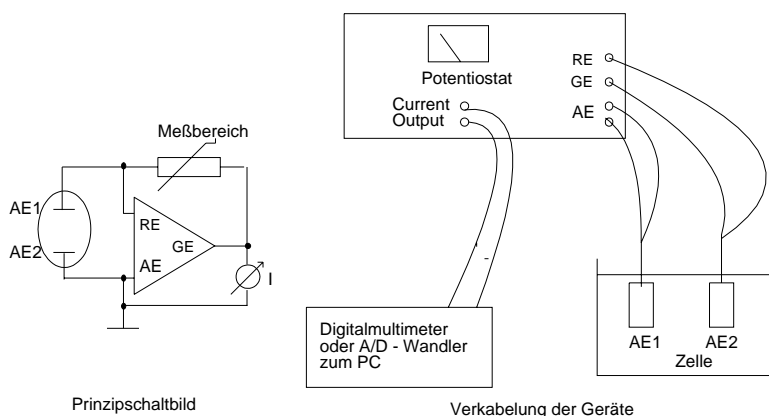 Meßbereich
AE1
RE
GE
AE2
AE
I
Prinzipschaltbild
Potentiostat
RE
GE
Current
Output
AE
Digitalmultimeter
oder A/D - Wandler
zum PC
AE1
AE2
Zelle
Verkabelung der Geräte